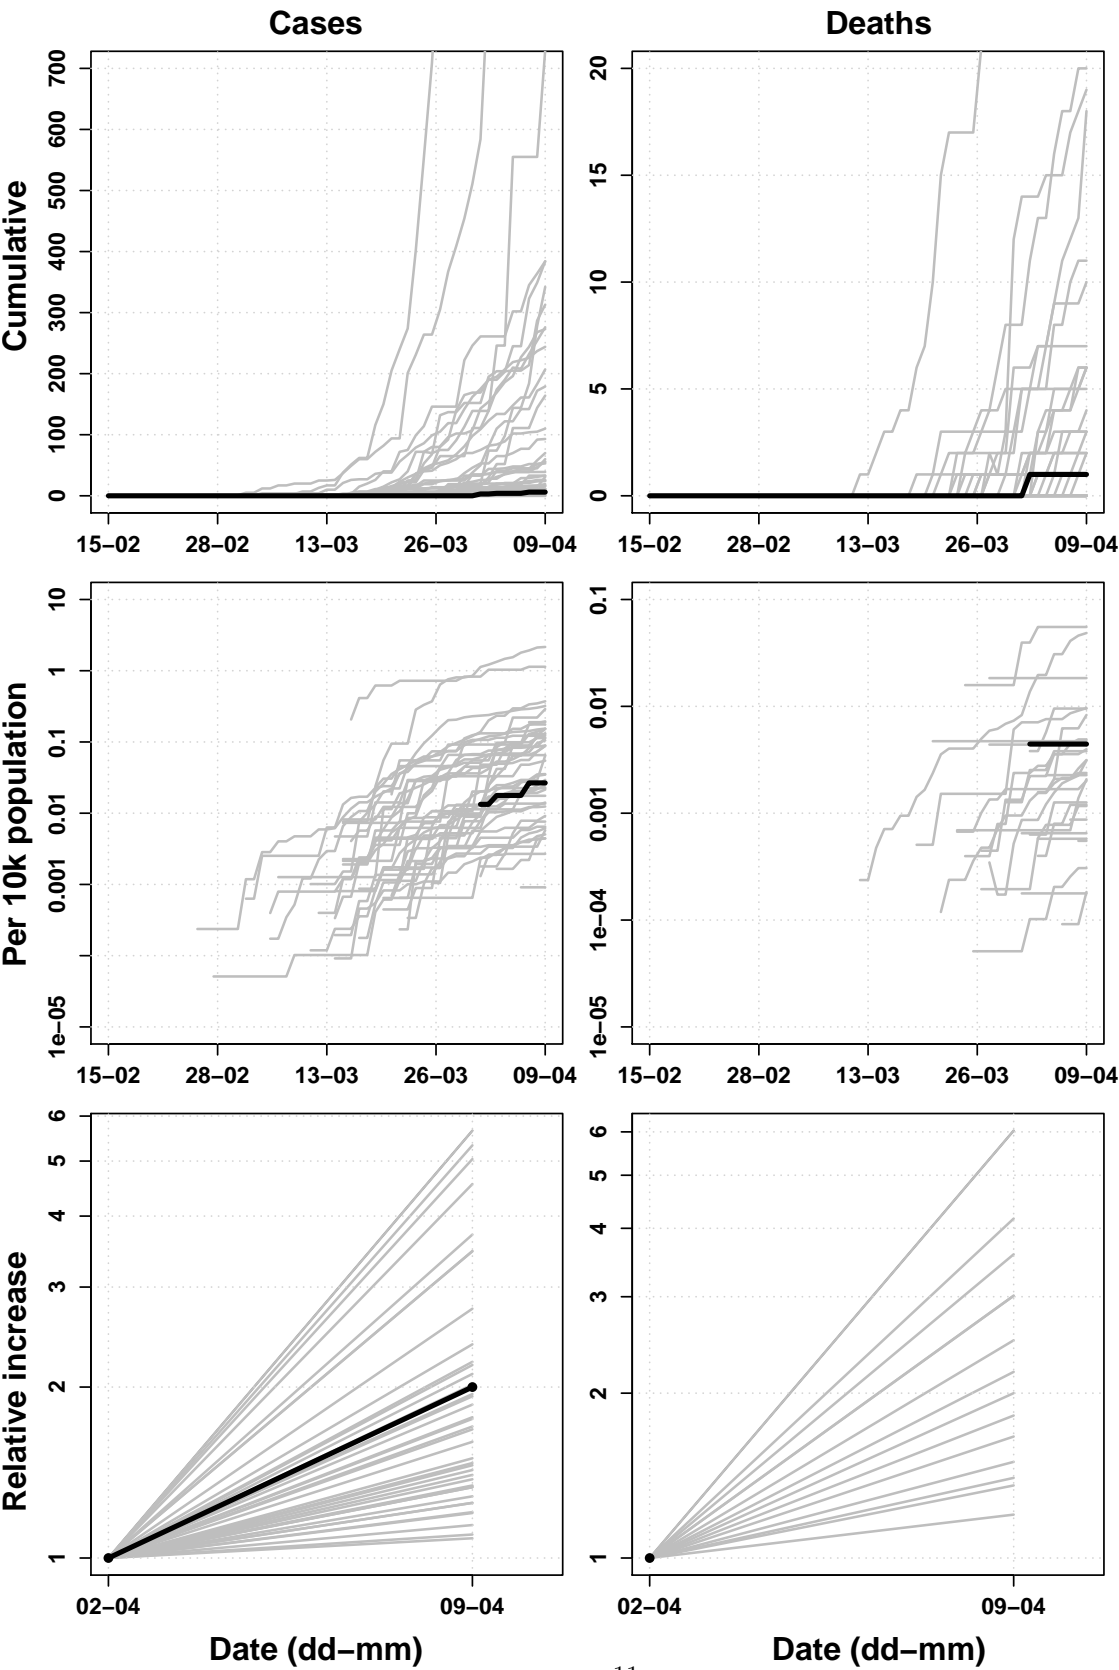 Cases
Deaths
Cumulative
700
600
500
400
300
200
100
0
15−02 28−02 13−03 26−03 09−04
20
15
10
5
0
15−02 28−02 13−03 26−03 09−04
Per 10k population
10
1
0.1
0.01
0.001
1e−05
15−02 28−02 13−03 26−03 09−04
0.1
0.01
0.001
1e−04
1e−05
15−02 28−02 13−03 26−03 09−04
Relative increase
6
5
4
3
2
1
02−04 09−04
Date (dd−mm)
6
5
4
3
2
1
02−04 09−04
Date (dd−mm)
11